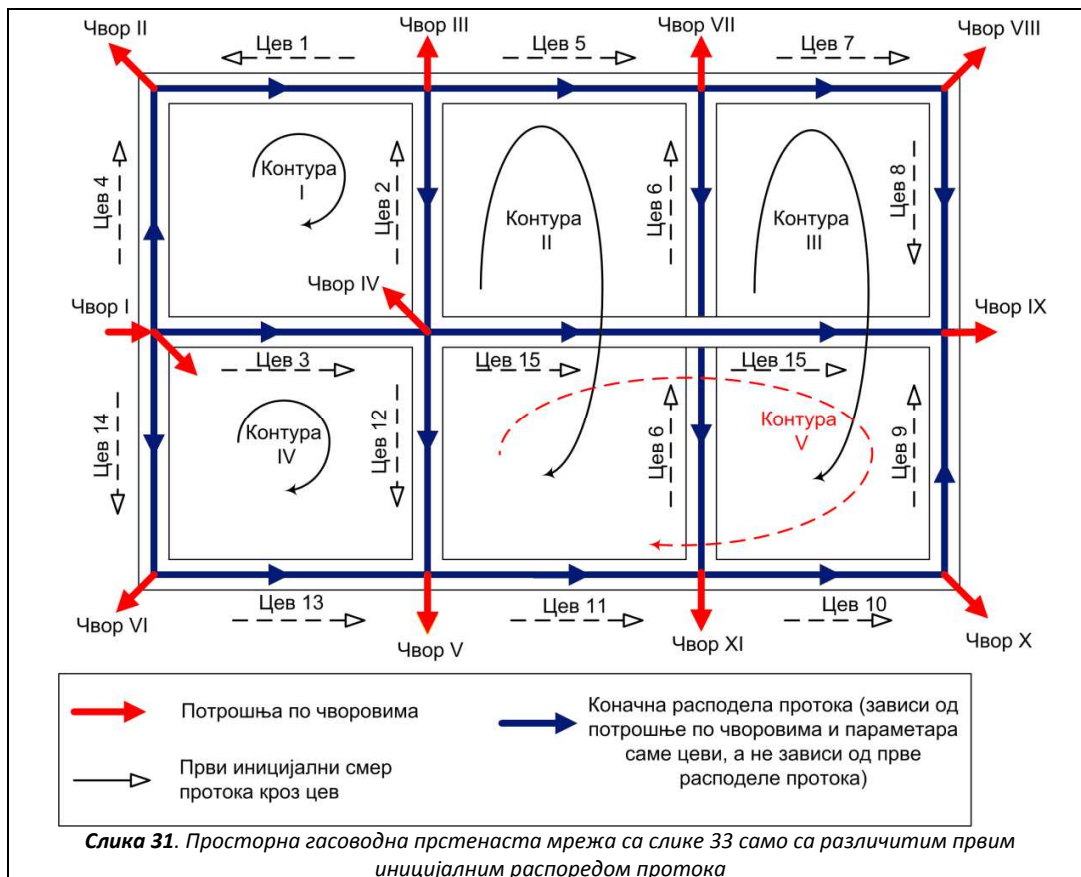 Чвор II
Чвор III
Чвор VII
Чвор VIII
Цев 1
Цев 5
Цев 7
Цев 4
Контура
I
Цев 2
Контура
II
Цев 6
Контура
III
Цев 8
Чвор I
Чвор IV
Чвор IX
Цев 3
Цев 15
Цев 15
Цев 14
Контура
IV
Цев 12
Цев 6
Контура
V
Цев 9
Чвор VI
Цев 13
Чвор V
Цев 11
Чвор XI
Цев 10
Чвор X
Потрошња по чворовима
Први иницијални смер
протока кроз цев
Коначна расподела протока (зависи од
потрошње по чворовима и параметара
саме цеви, а не зависи од прве
расподеле протока)
Слика 31. Просторна гасоводна прстенаста мрежа са слике 33 само са различитим првим
иницијалним распоредом протока